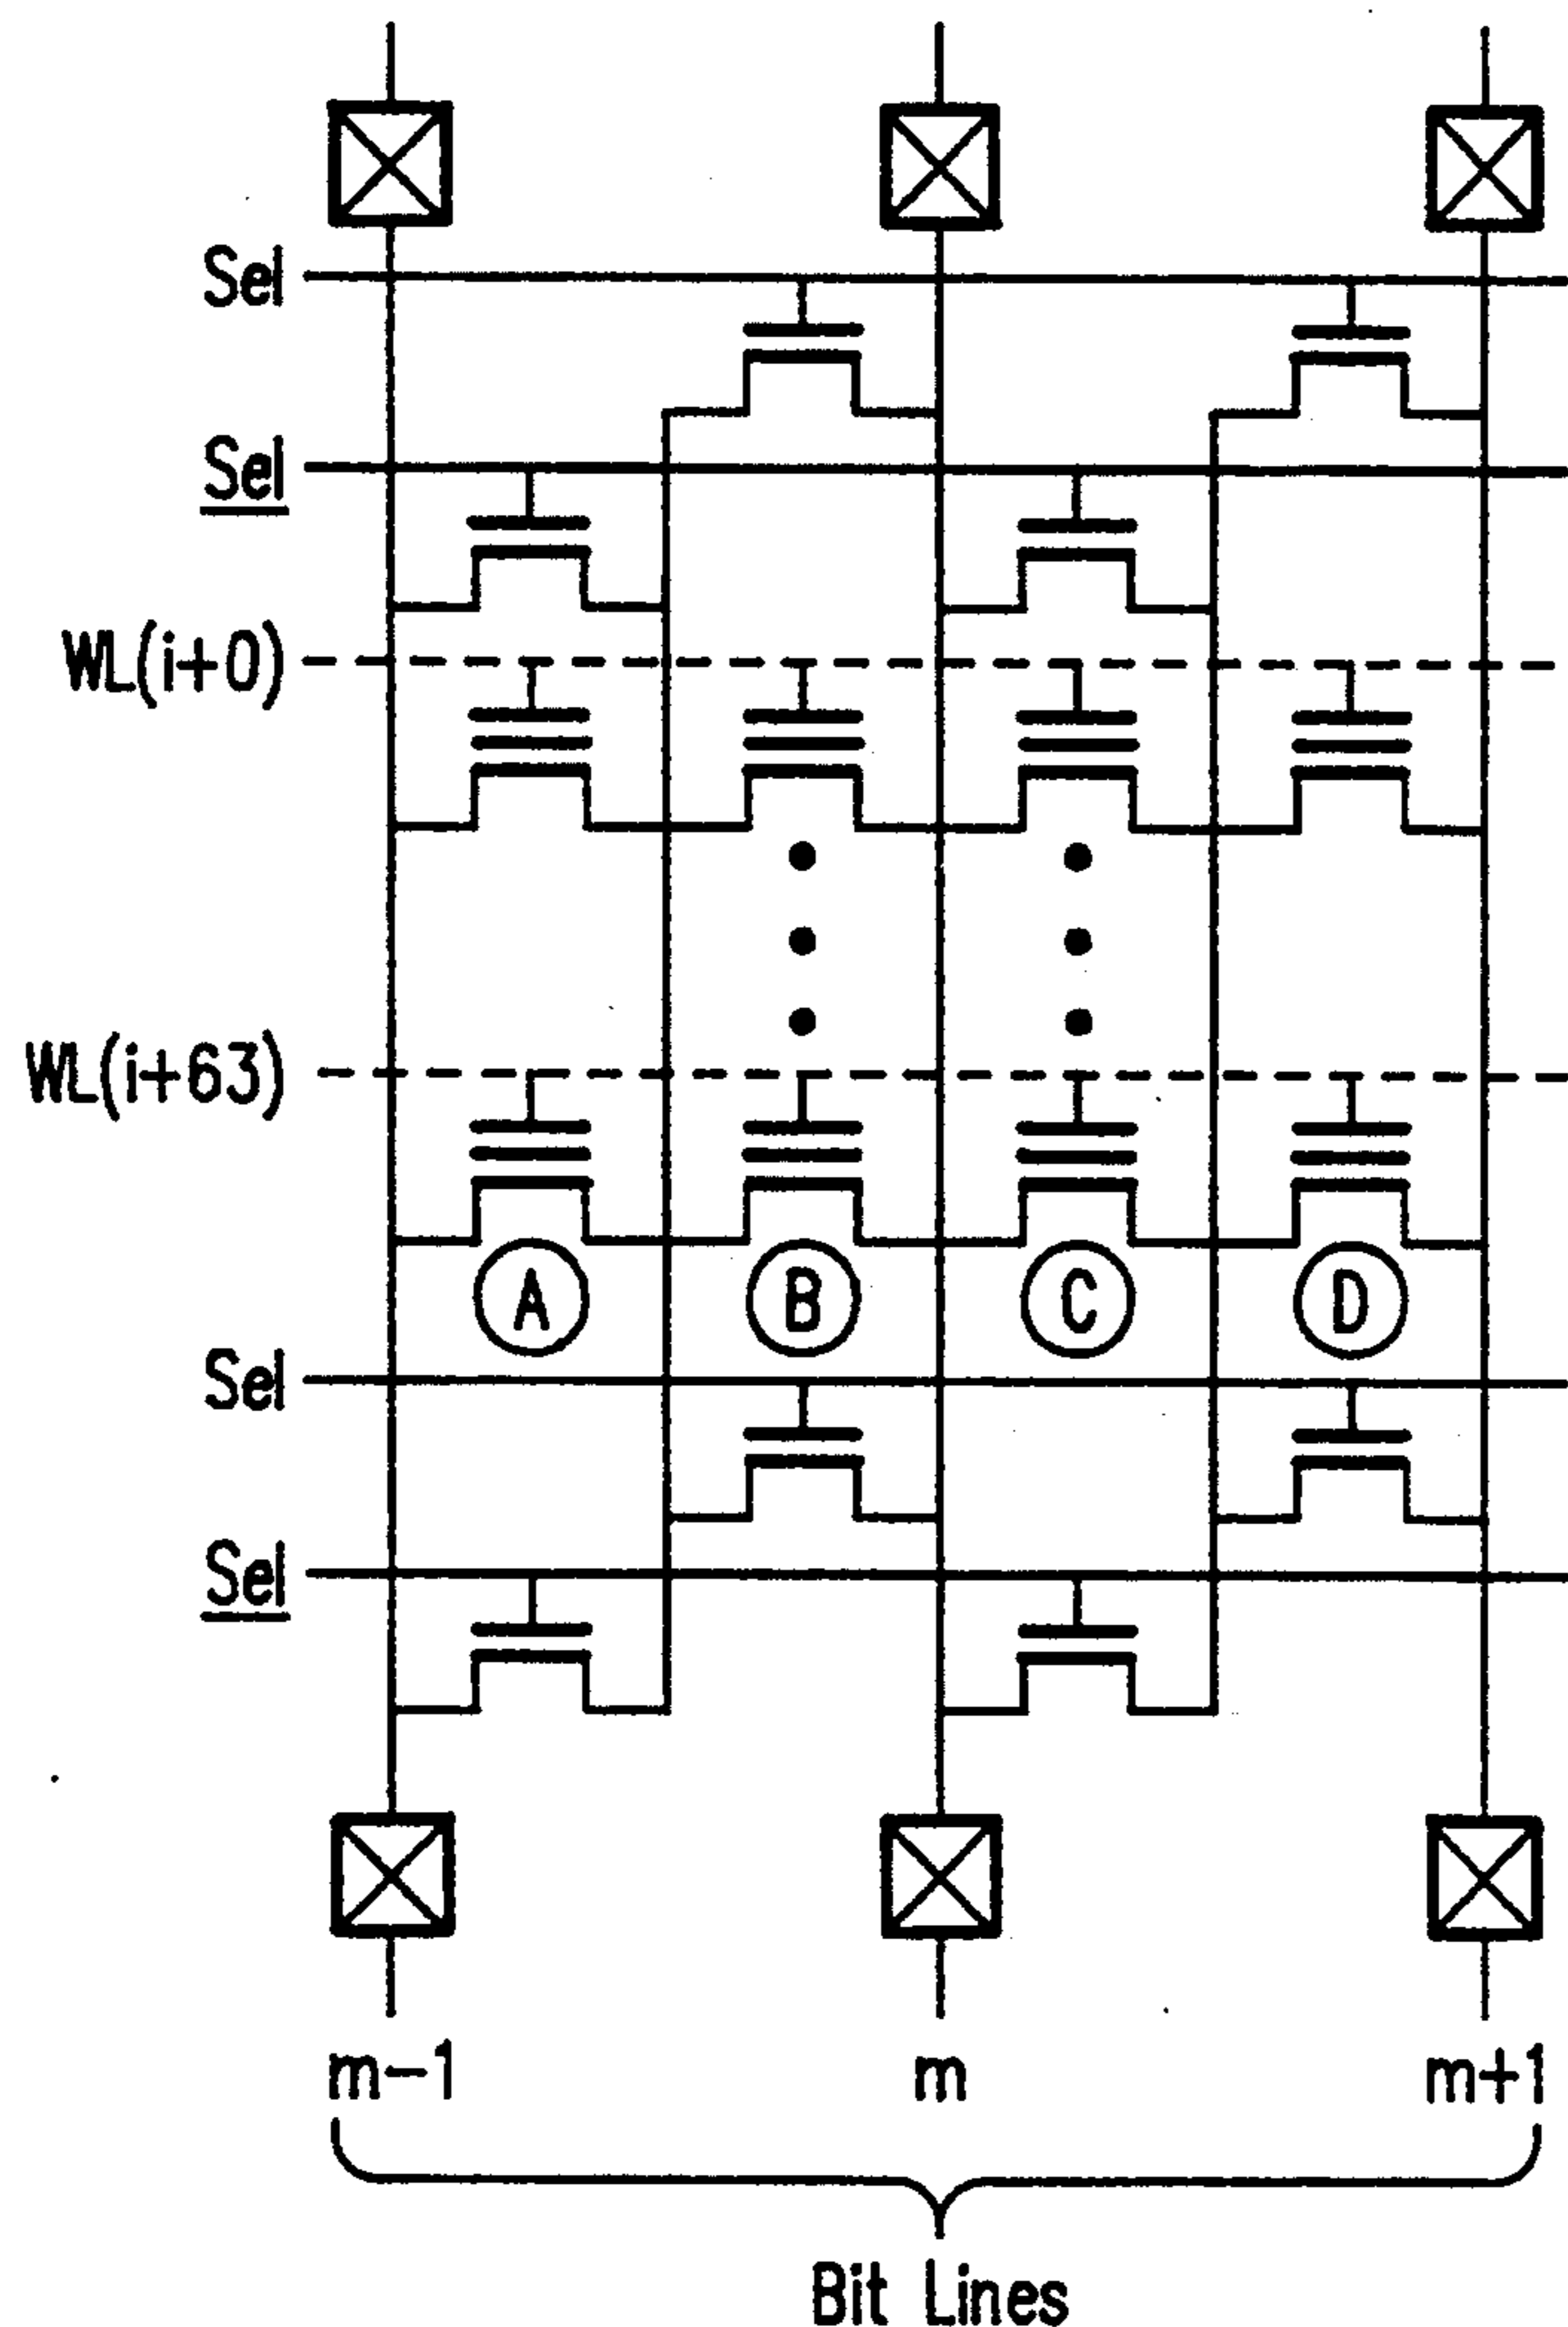 Sel
Sel
WL(i+0)
WL(i+63)
A B C D
Sel
Sel
m-1 m m+1
Bit Lines